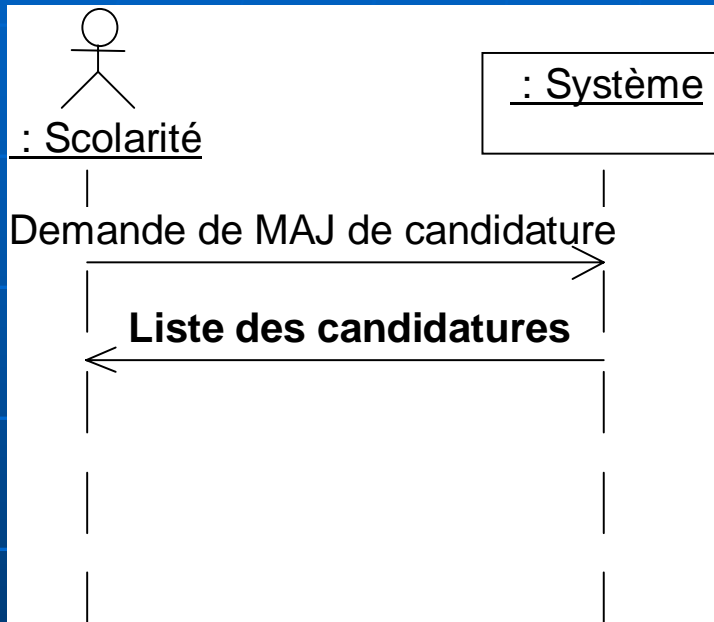 : Système
: Scolarité
Demande de MAJ de candidature
Liste des candidatures